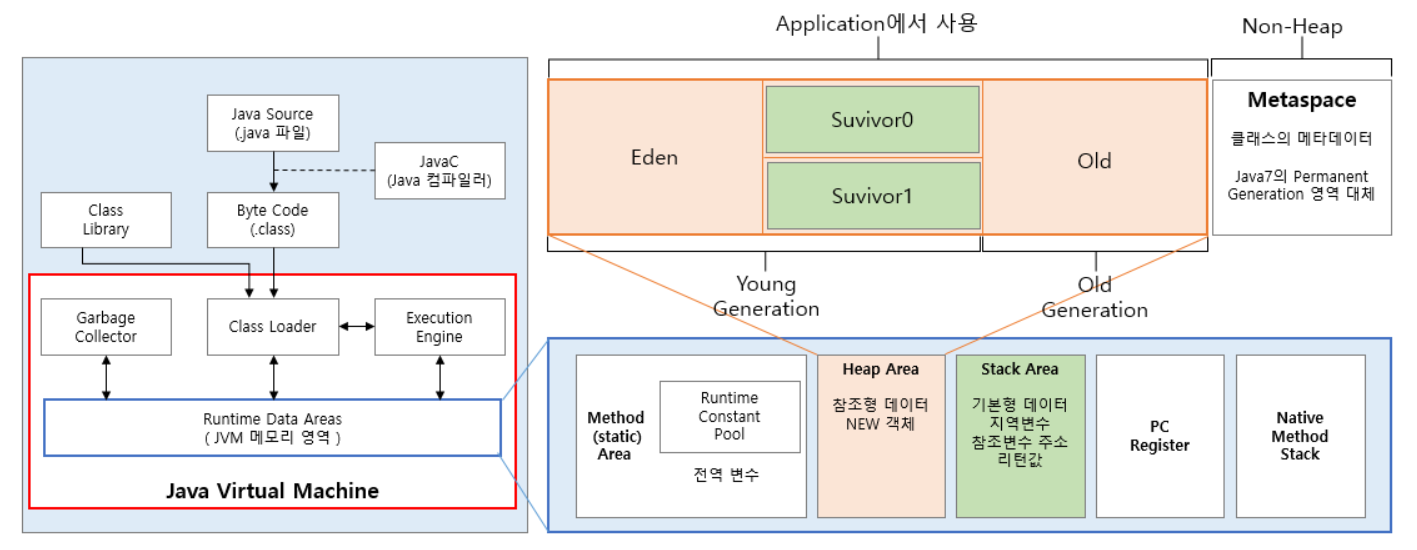 Java Source
(.java 파일)
JavaC
(Java 컴파일러)
Class
Library
Byte Code
(.class)
Garbage
Collector
Class Loader
Execution
Engine
Runtime Data Areas
( JVM 메모리 영역 )
Java Virtual Machine
Application에서 사용
Non-Heap
Eden
Suvivor0
Suvivor1
Old
Metaspace
클래스의 메타데이터
Java7의 Permanent
Generation 영역 대체
Young
Generation
Old
Generation
Method
(static)
Area
Runtime
Constant
Pool
전역 변수
Heap Area
참조형 데이터
NEW 객체
Stack Area
기본형 데이터
지역변수
참조변수 주소
리턴값
PC
Register
Native
Method
Stack